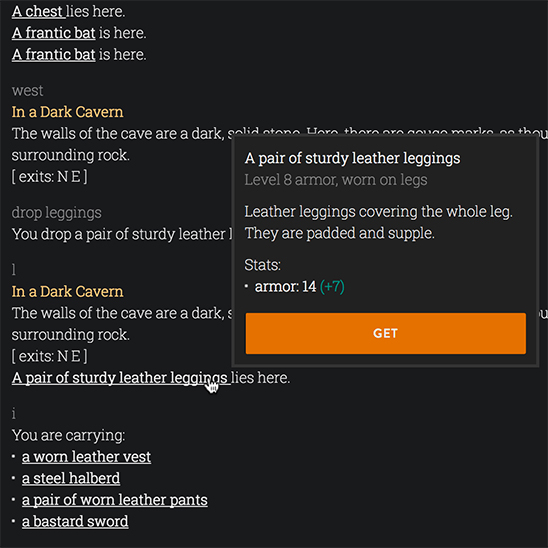 A chest lies here.
A frantic bat is here.
A frantic bat is here.
west
In a Dark Cavern
The walls of the cave are a dark, solid stone. Here, there are gouge marks, as thou
surrounding rock.
[ exits: N E ]
drop leggings
You drop a pair of sturdy leather l
l
In a Dark Cavern
The walls of the cave are a dark, s
surrounding rock.
[ exits: N E ]
A pair of sturdy leather leggings lies here.
i
You are carrying:
• a worn leather vest
• a steel halberd
• a pair of worn leather pants
• a bastard sword
A pair of sturdy leather leggings
Level 8 armor, worn on legs
Leather leggings covering the whole leg.
They are padded and supple.
Stats:
• armor: 14 (+7)
GET